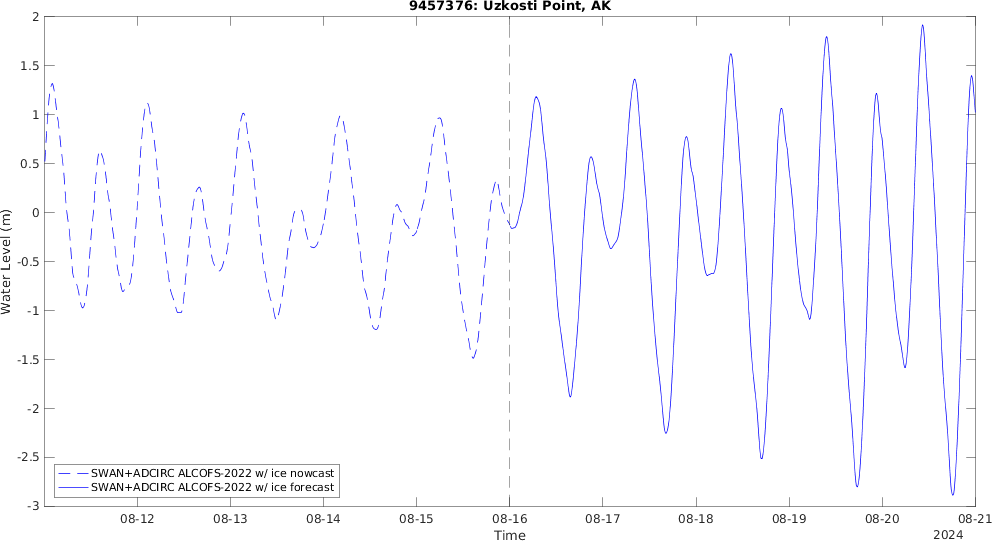 9457376: Uzkosti Point, AK
2
1.5
1
0.5
0
-0.5
-1
-1.5
-2
-2.5
-3
Water Level (m)
SWAN+ADCIRC ALCOFS-2022 w/ ice nowcast
SWAN+ADCIRC ALCOFS-2022 w/ ice forecast
08-12 08-13 08-14 08-15 08-16 08-17 08-18 08-19 08-20 08-21
Time
2024